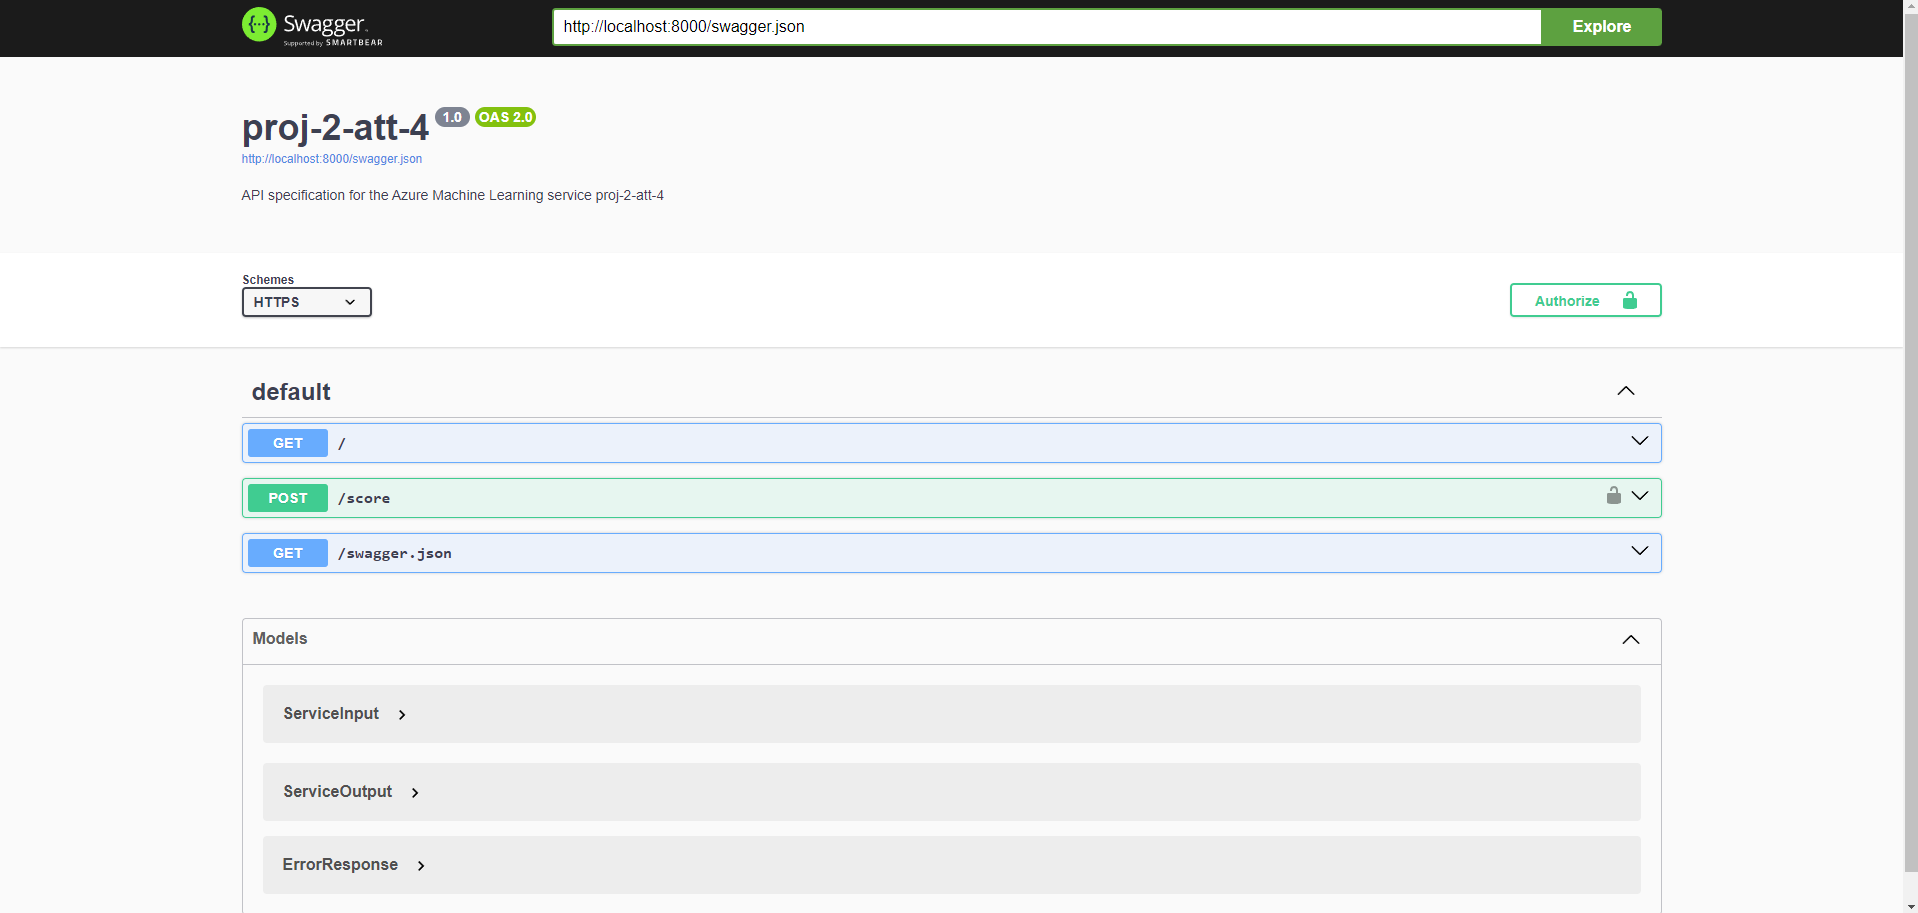 Swagger.
Supported by SMARTBEAR
http://localhost:8000/swagger.json
Explore
proj-2-att-4 1.0 OAS 2.0
http://localhost:8000/swagger.json
API specification for the Azure Machine Learning service proj-2-att-4
Schemes
HTTPS
Authorize
default
GET /
POST /score
GET /swagger.json
Models
ServiceInput
ServiceOutput
ErrorResponse